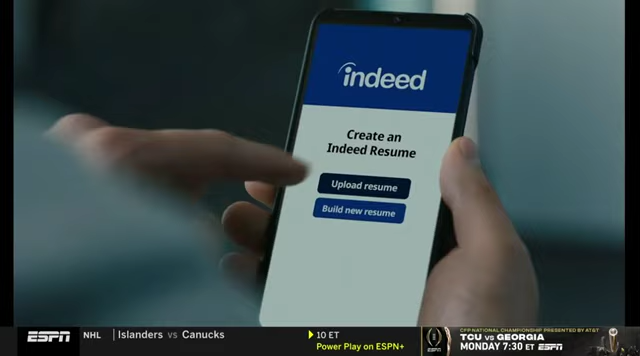 indeed
Create an
Indeed Resume
Upload resume
Build new resume
ESPN
NHL
Islanders vs Canucks
10 ET
Power Play on ESPN+
CFP NATIONAL CHAMPIONSHIP PRESENTED BY AT&T
TCU vs GEORGIA
MONDAY 7:30 ET ESPN